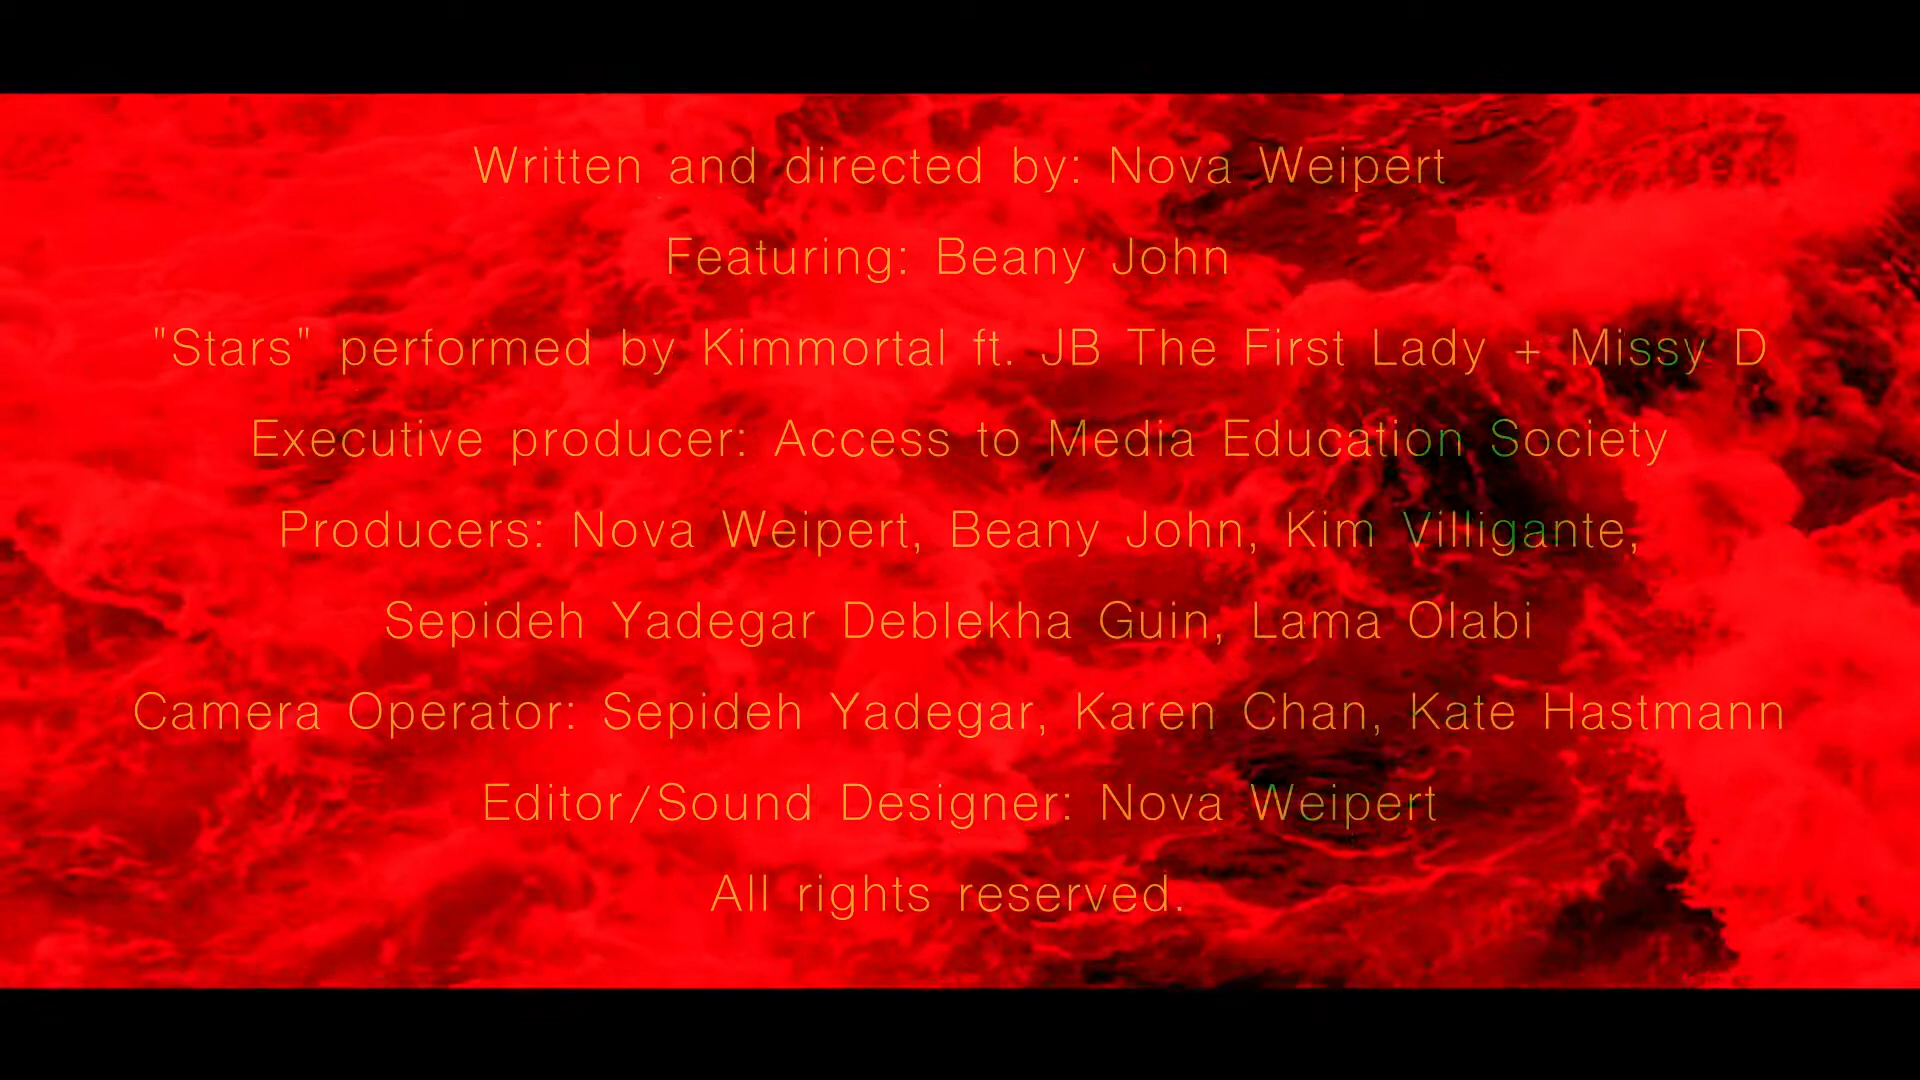 Written and directed by: Nova Weipert
Featuring: Beany John
"Stars" performed by Kimmortal ft. JB The First Lady + Missy D
Executive producer: Access to Media Education Society
Producers: Nova Weipert, Beany John, Kim Villigante,
Sepideh Yadegar Deblekha Guin, Lama Olabi
Camera Operator: Sepideh Yadegar, Karen Chan, Kate Hastmann
Editor/Sound Designer: Nova Weipert
All rights reserved.